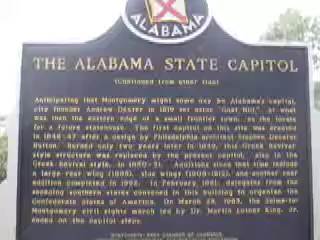 ALABAMA
THE ALABAMA STATE CAPITOL
(Continued from other side)
Anticipating that Montgomery might some day be Alabama's capital,
city founder Andrew Dexter in 1819 set aside "Goat Hill," at what
was then the eastern edge of a small frontier town, as the locale
for a future statehouse. The first capitol on this site was erected
in 1846-47 after a design by Philadelphia architect Stephen Decatur
Button. Burned only two years later in 1849, this Greek Revival
style structure was replaced by the present capitol, also in the
Greek Revival style, in 1850-51. Additions since that time include
a large rear wing (1885), side wings (1906-1912), and another rear
addition completed in 1992. In February, 1861, delegates from the
seceding southern states convened in this building to organize the
Confederate States of America. On March 25, 1965, the Selma-to-
Montgomery civil rights march led by Dr. Martin Luther King, Jr.
ended on the capitol steps.